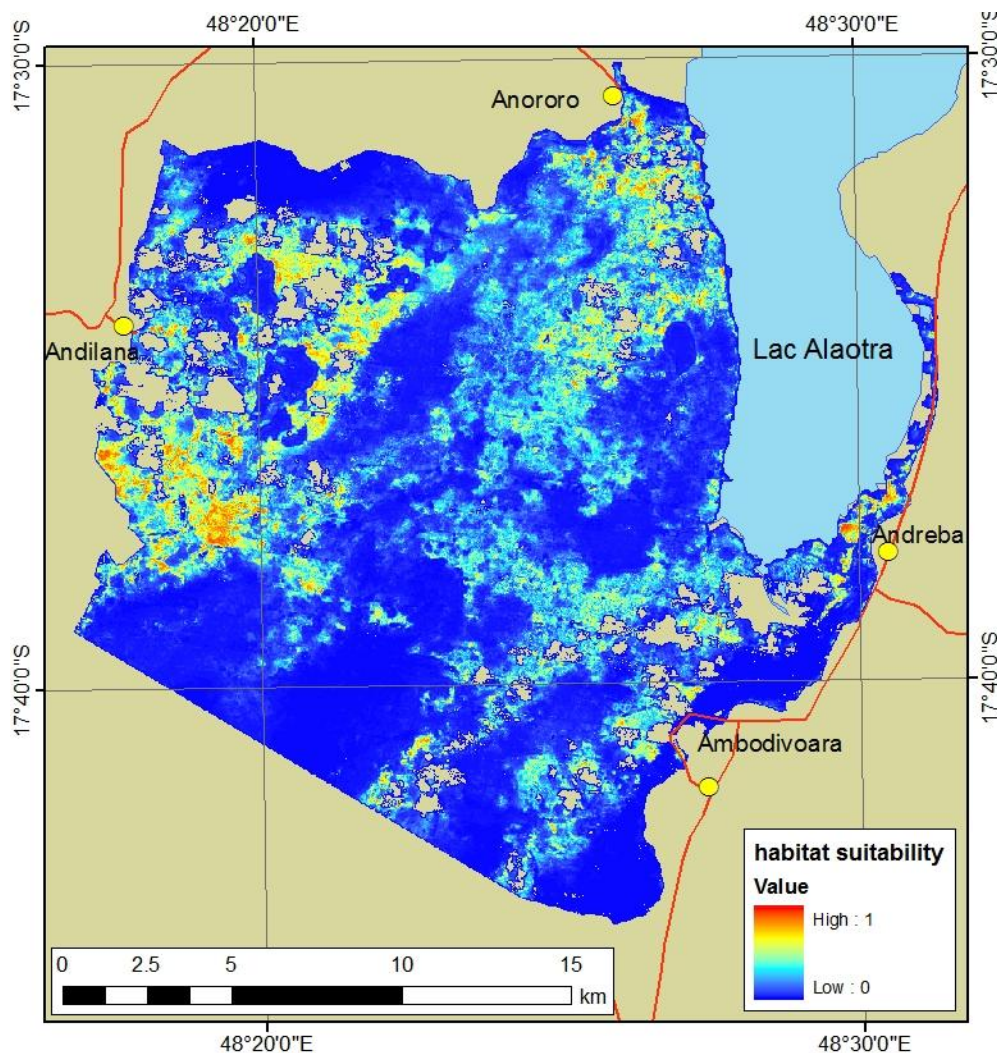 48°20'0"E 48°30'0"E
17°30'0"S
17°30'0"S
Anororo
Lac Alaotra
Andilana
Andreba
17°40'0"S
17°40'0"S
Ambodivoara
habitat suitability
Value
High : 1
Low : 0
0 2.5 5 10 15
km
48°20'0"E 48°30'0"E